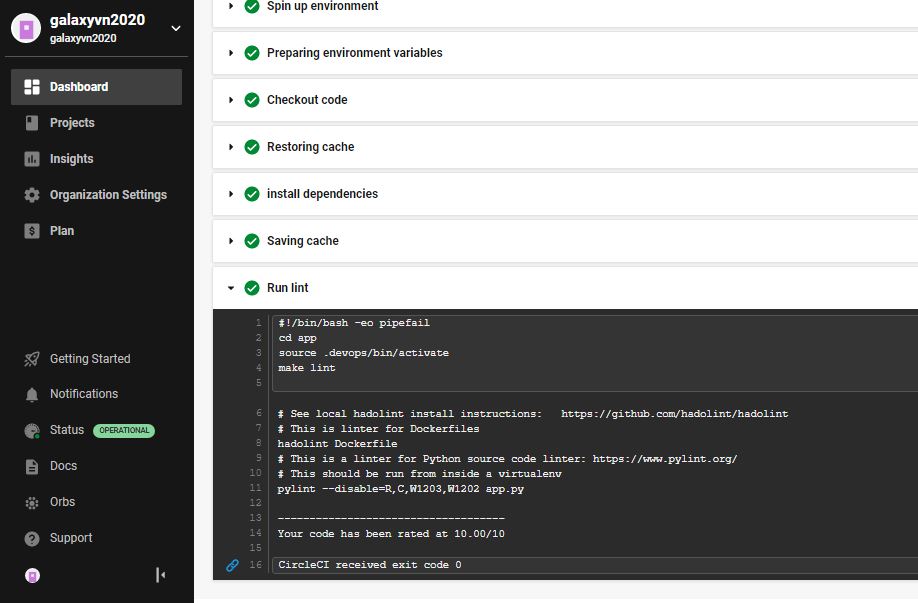 galaxyvn2020
galaxyvn2020
Dashboard
Projects
Insights
Organization Settings
Plan
Getting Started
Notifications
Status OPERATIONAL
Docs
Orbs
Support
Spin up environment
Preparing environment variables
Checkout code
Restoring cache
install dependencies
Saving cache
Run lint
1 #!/bin/bash -eo pipefail
2 cd app
3 source .devops/bin/activate
4 make lint
5
6 # See local hadolint install instructions:   https://github.com/hadolint/hadolint
7 # This is linter for Dockerfiles
8 hadolint Dockerfile
9 # This is a linter for Python source code linter: https://www.pylint.org/
10 # This should be run from inside a virtualenv
11 pylint --disable=R,C,W1203,W1202 app.py
12
13 ------------------------------------
14 Your code has been rated at 10.00/10
15
16 CircleCI received exit code 0